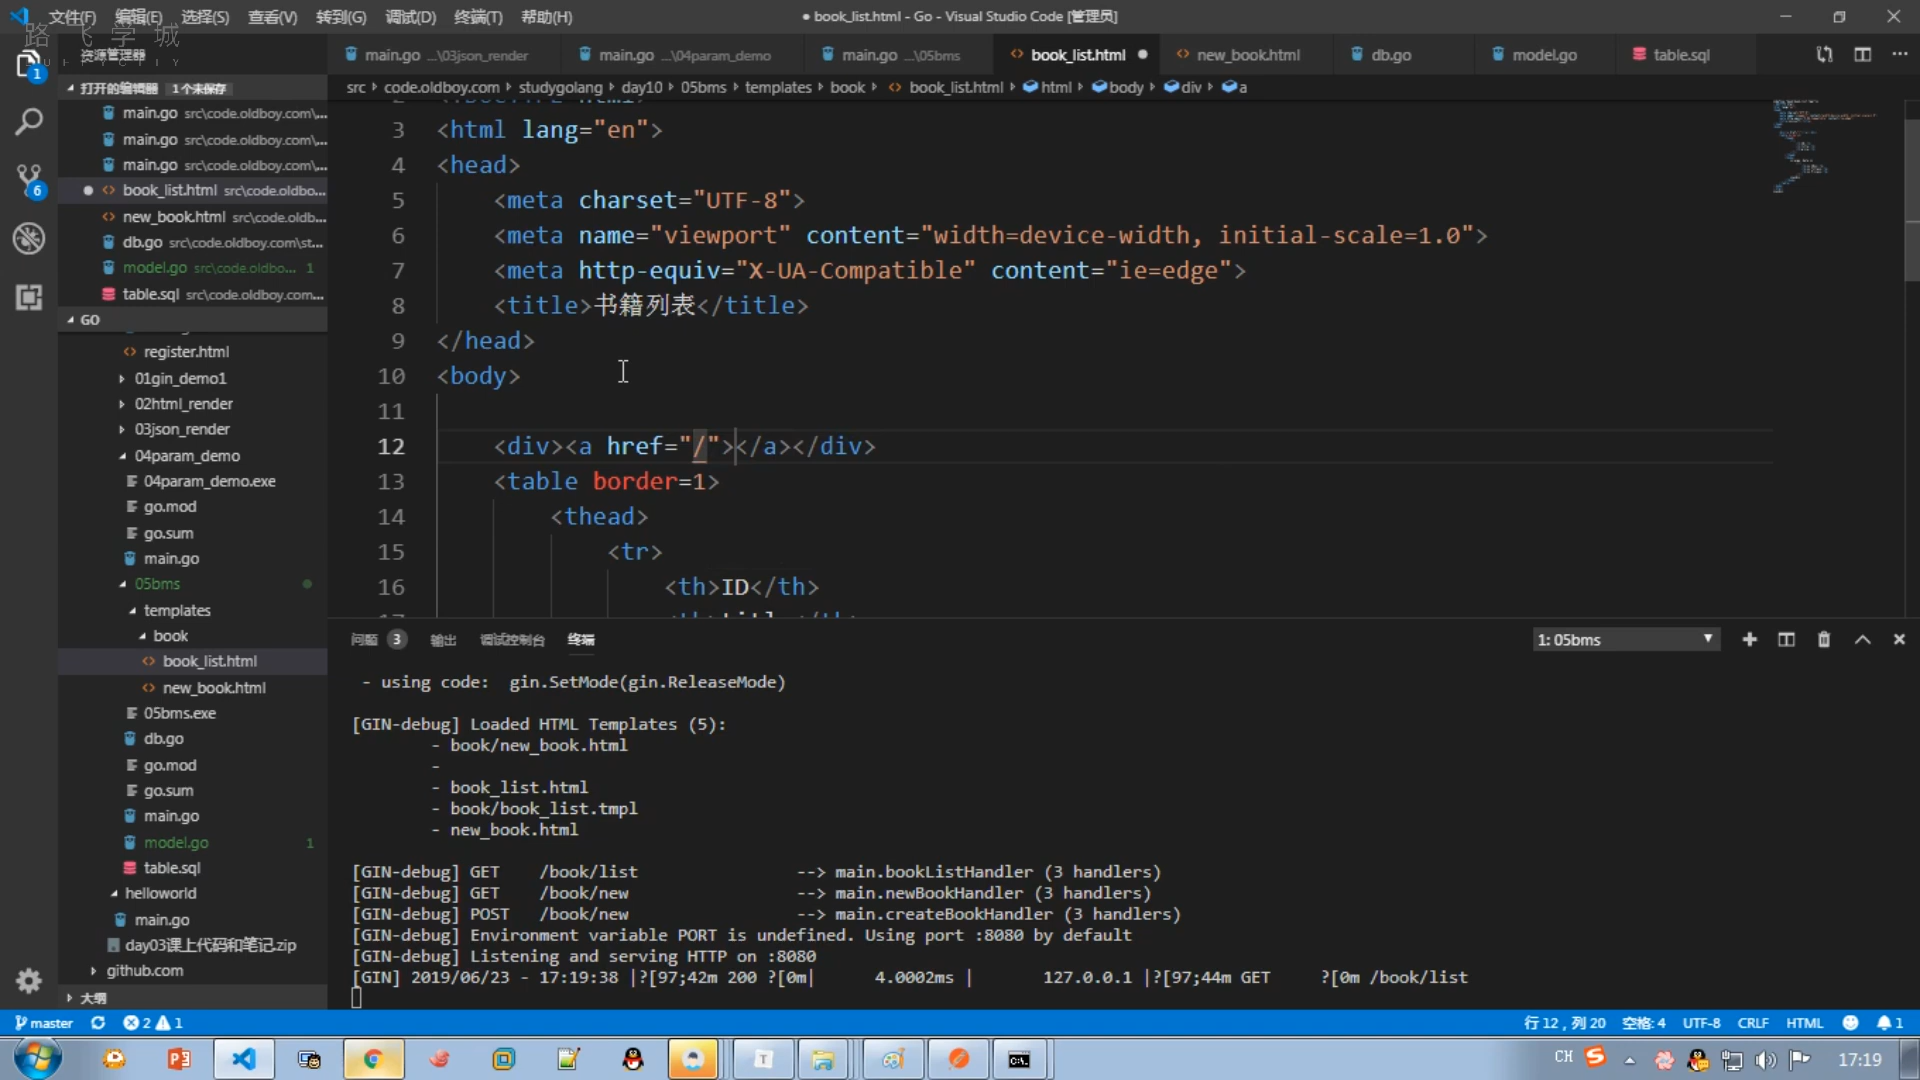 文件(F) 编辑(E) 选择(S) 查看(V) 转到(G) 调试(D) 终端(T) 帮助(H) ● book_list.html - Go - Visual Studio Code [管理员]
路飞学城
资源管理器
main.go ...\03json_render main.go ...\04param_demo main.go ...\05bms book_list.html new_book.html db.go model.go table.sql
打开的编辑器 1 个未保存
src code.oldboy.com studygolang day10 05bms templates book book_list.html html body div a
main.go src\code.oldboy.com\...
main.go src\code.oldboy.com\...
main.go src\code.oldboy.com\...
book_list.html src\code.oldbo...
new_book.html src\code.oldb...
db.go src\code.oldboy.com\st...
model.go src\code.oldbo... 1
table.sql src\code.oldboy.com...
GO
register.html
01gin_demo1
02html_render
03json_render
04param_demo
04param_demo.exe
go.mod
go.sum
main.go
05bms
templates
book
book_list.html
new_book.html
05bms.exe
db.go
go.mod
go.sum
main.go
model.go 1
table.sql
helloworld
main.go
day03课上代码和笔记.zip
github.com
大纲
3 <html lang="en">
4 <head>
5 <meta charset="UTF-8">
6 <meta name="viewport" content="width=device-width, initial-scale=1.0">
7 <meta http-equiv="X-UA-Compatible" content="ie=edge">
8 <title>书籍列表</title>
9 </head>
10 <body>
11
12 <div><a href="/"></a></div>
13 <table border=1>
14 <thead>
15 <tr>
16 <th>ID</th>
问题 3 输出 调试控制台 终端 1: 05bms
- using code: gin.SetMode(gin.ReleaseMode)
[GIN-debug] Loaded HTML Templates (5):
- book/new_book.html
-
- book_list.html
- book/book_list.tmpl
- new_book.html
[GIN-debug] GET /book/list --> main.bookListHandler (3 handlers)
[GIN-debug] GET /book/new --> main.newBookHandler (3 handlers)
[GIN-debug] POST /book/new --> main.createBookHandler (3 handlers)
[GIN-debug] Environment variable PORT is undefined. Using port :8080 by default
[GIN-debug] Listening and serving HTTP on :8080
[GIN] 2019/06/23 - 17:19:38 |?[97;42m 200 ?[0m| 4.0002ms | 127.0.0.1 |?[97;44m GET ?[0m /book/list
master 2 1 行 12，列 20 空格: 4 UTF-8 CRLF HTML 1
CH 17:19